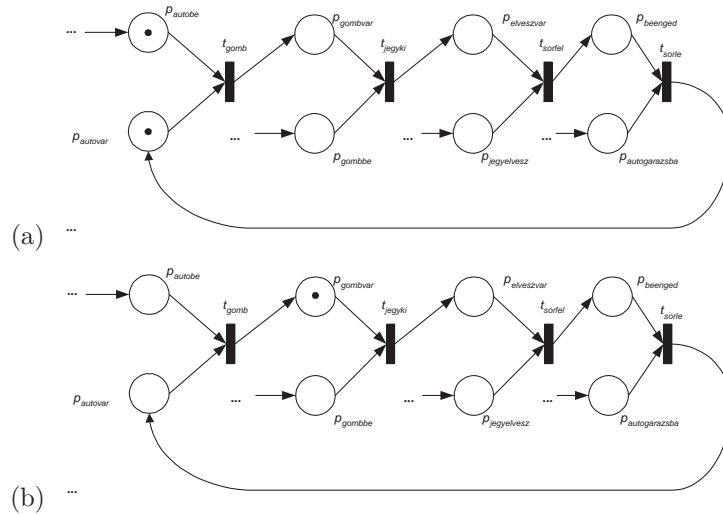 p_autobe p_gombvar p_elveszvar p_beenged
... t_gomb t_jegyki t_sorfel t_sorle
p_autovar ... p_gombbe ... p_jegyelvesz ... p_autogarazsba
(a) ...
p_autobe p_gombvar p_elveszvar p_beenged
... t_gomb t_jegyki t_sorfel t_sorle
p_autovar ... p_gombbe ... p_jegyelvesz ... p_autogarazsba
(b) ...